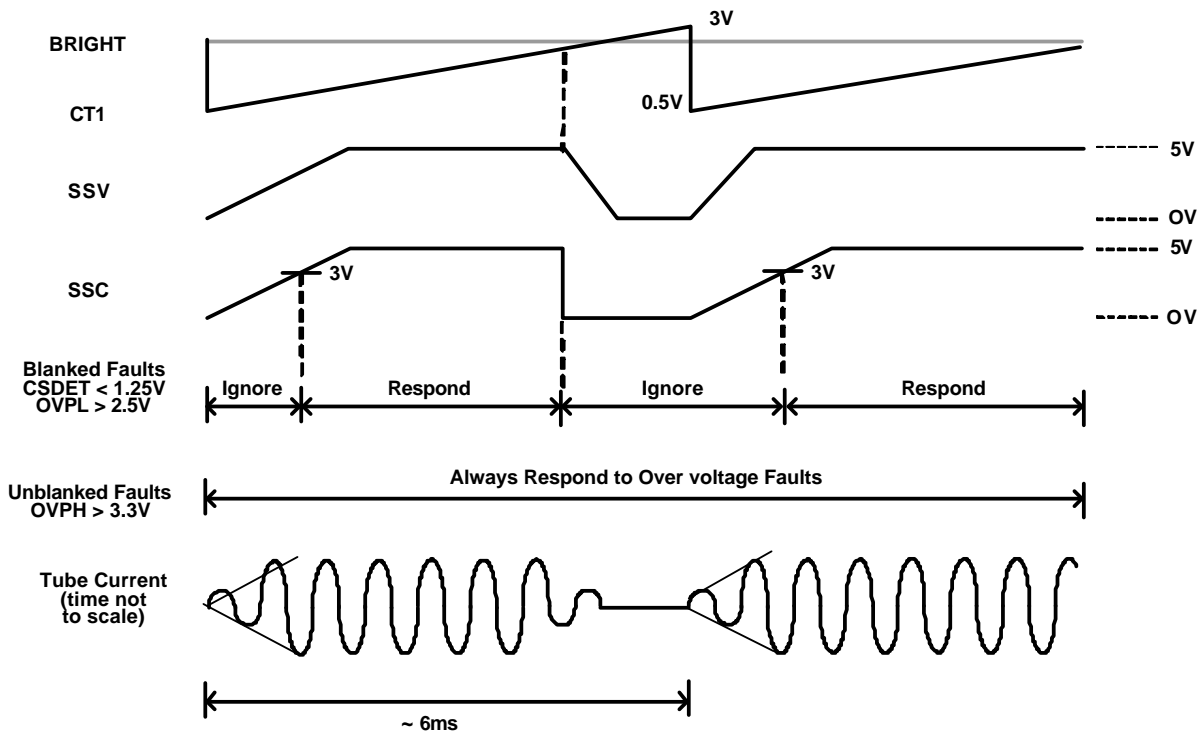 3V
BRIGHT
0.5V
CT1
5V
SSV
OV
5V
3V
3V
SSC
OV
Blanked Faults
CSDET < 1.25V
OVPL > 2.5V
Ignore
Respond
Ignore
Respond
Always Respond to Over voltage Faults
Unblanked Faults
OVPH > 3.3V
Tube Current
(time not
to scale)
~ 6ms